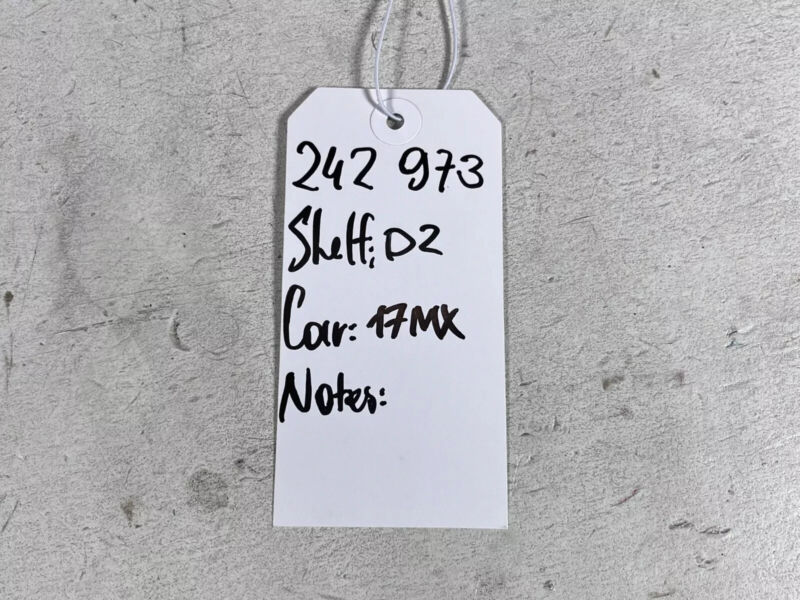 242 973
Shelf: D2
Car: 17MX
Notes: